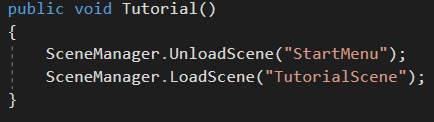 public void Tutorial()
{
    SceneManager.UnloadScene("StartMenu");
    SceneManager.LoadScene("TutorialScene");
}